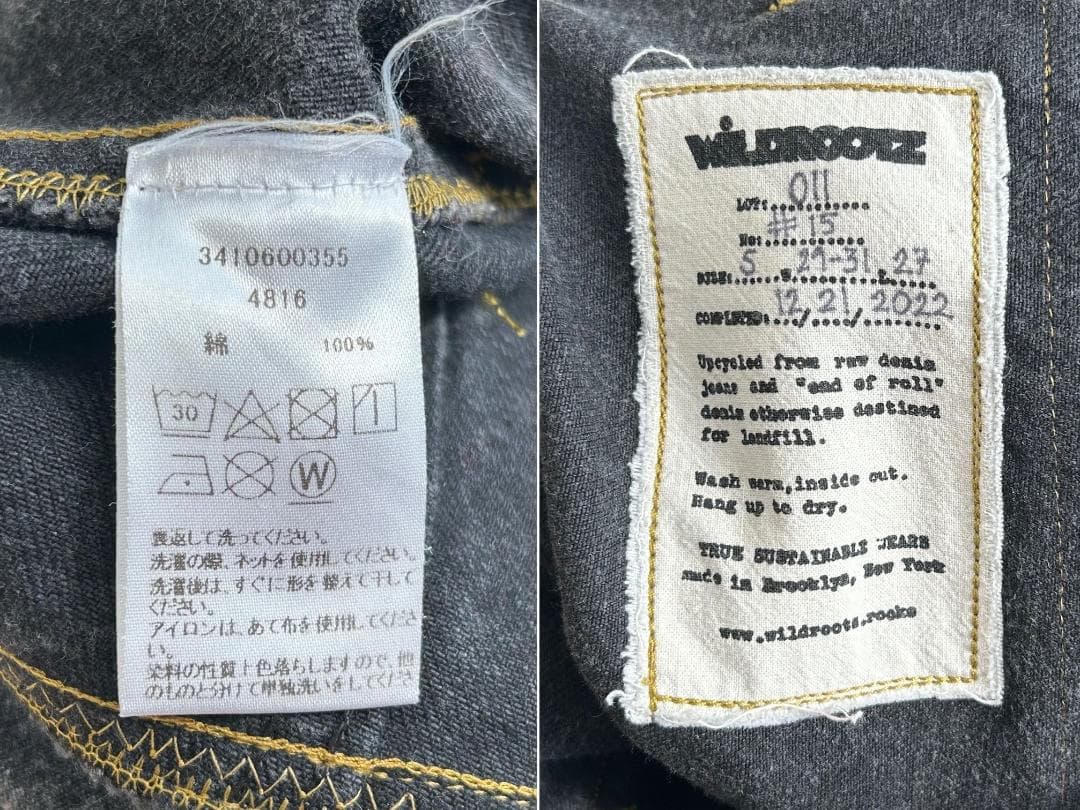 3410600355
4816
綿 100%
30
W
裏返して洗ってください。
洗濯の際、ネットを使用してください。
洗濯後は、すぐに形を整えて干して
ください。
アイロンは、あて布を使用してくださ
い。
染料の性質上色落ちしますので、他
のものと分けて単独洗いをしてくださ
WiLDROOTZ
LOT: 011
No: #15
SIZE: 5 W 29-31 L 27
COMPLETED: 12/21/2022
Upcycled from raw denim
jeans and "end of roll"
denim otherwise destined
for landfill.
Wash warm, inside out.
Hang up to dry.
TRUE SUSTAINABLE WEARS
made in Brooklyn, New York
www.wildrootz.rocks